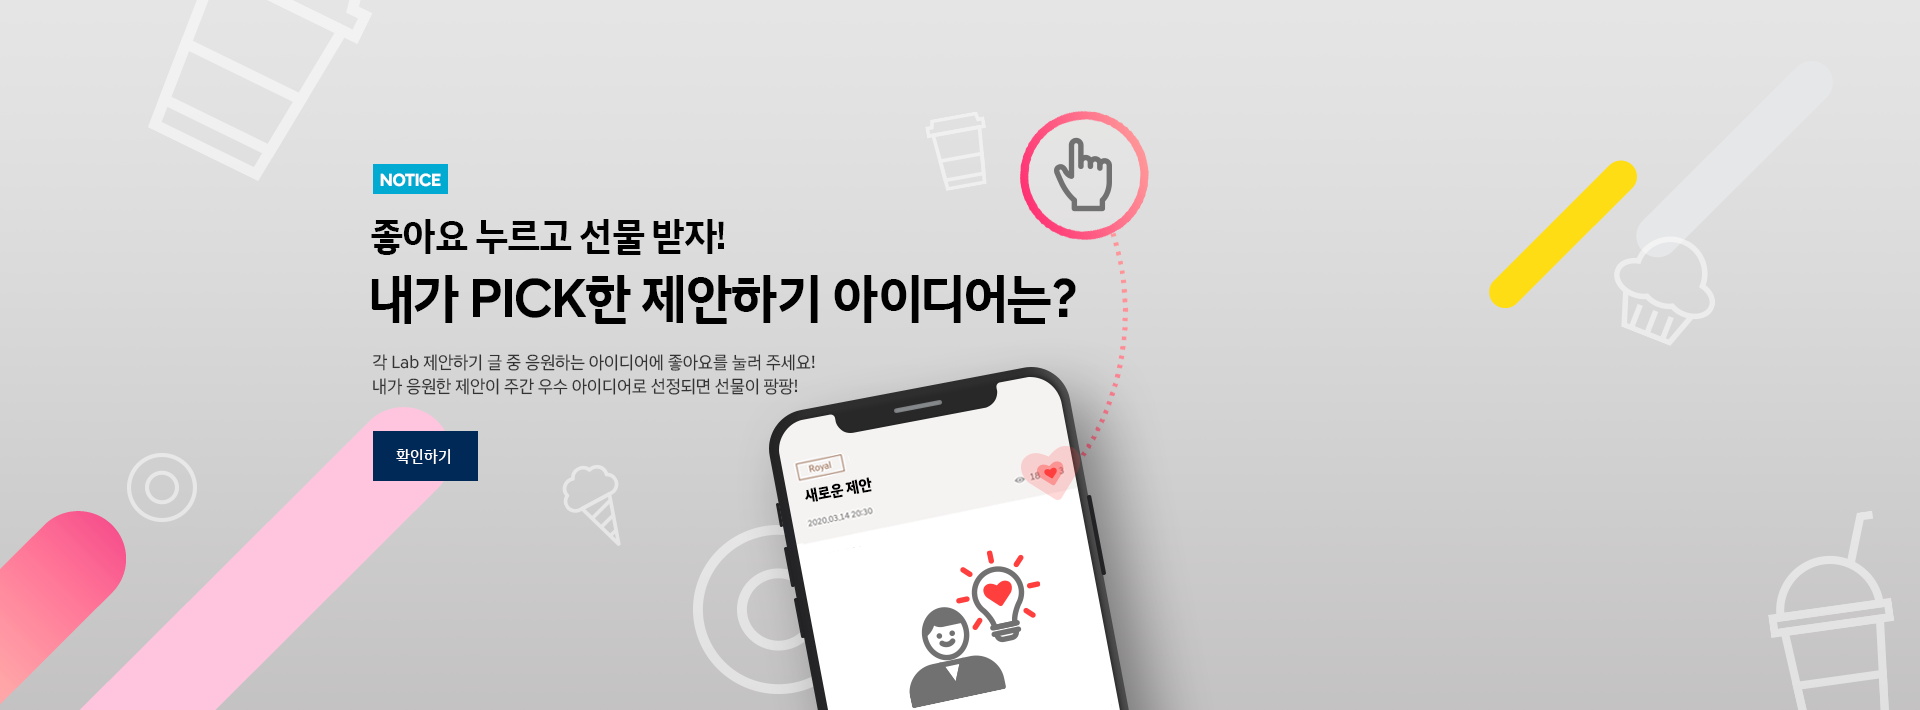 NOTICE
좋아요 누르고 선물 받자!
내가 PICK한 제안하기 아이디어는?
각 Lab 제안하기 글 중 응원하는 아이디어에 좋아요를 눌러 주세요!
내가 응원한 제안이 주간 우수 아이디어로 선정되면 선물이 팡팡!
확인하기
Royal
새로운 제안
18
3
2020.03.14 20:30